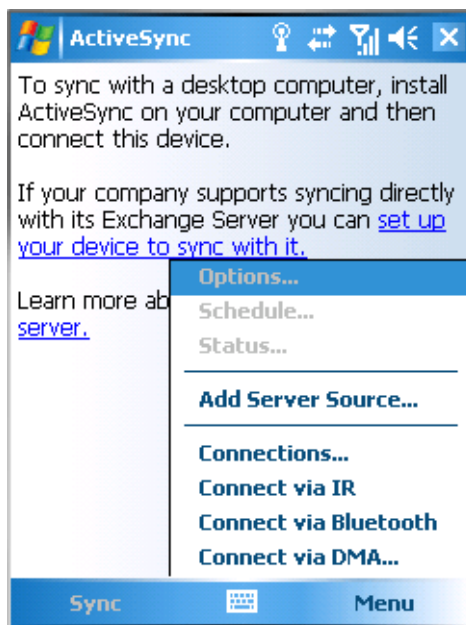 ActiveSync
To sync with a desktop computer, install
ActiveSync on your computer and then
connect this device.
If your company supports syncing directly
with its Exchange Server you can set up
your device to sync with it.
Learn more ab
server.
Options...
Schedule...
Status...
Add Server Source...
Connections...
Connect via IR
Connect via Bluetooth
Connect via DMA...
Sync
Menu